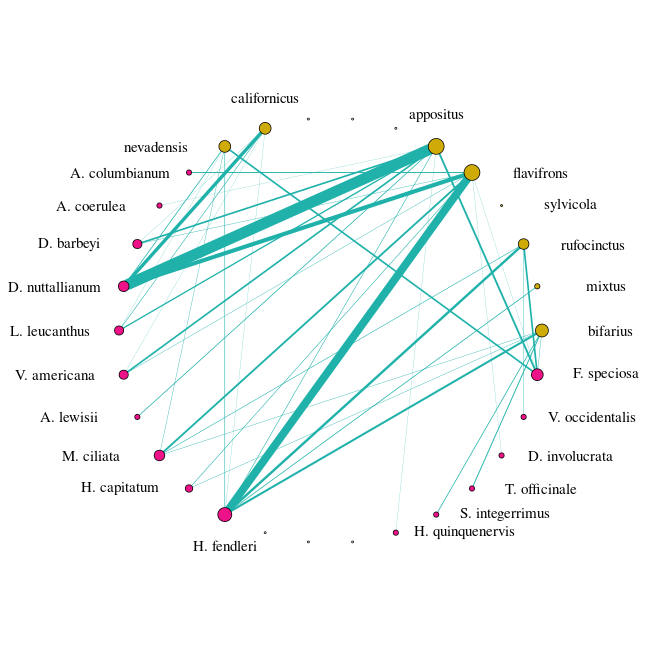 californicus
appositus
nevadensis
A. columbianum
flavifrons
A. coerulea
sylvicola
D. barbeyi
rufocinctus
D. nuttallianum
mixtus
L. leucanthus
bifarius
V. americana
F. speciosa
A. lewisii
V. occidentalis
M. ciliata
D. involucrata
H. capitatum
T. officinale
S. integerrimus
H. quinquenervis
H. fendleri